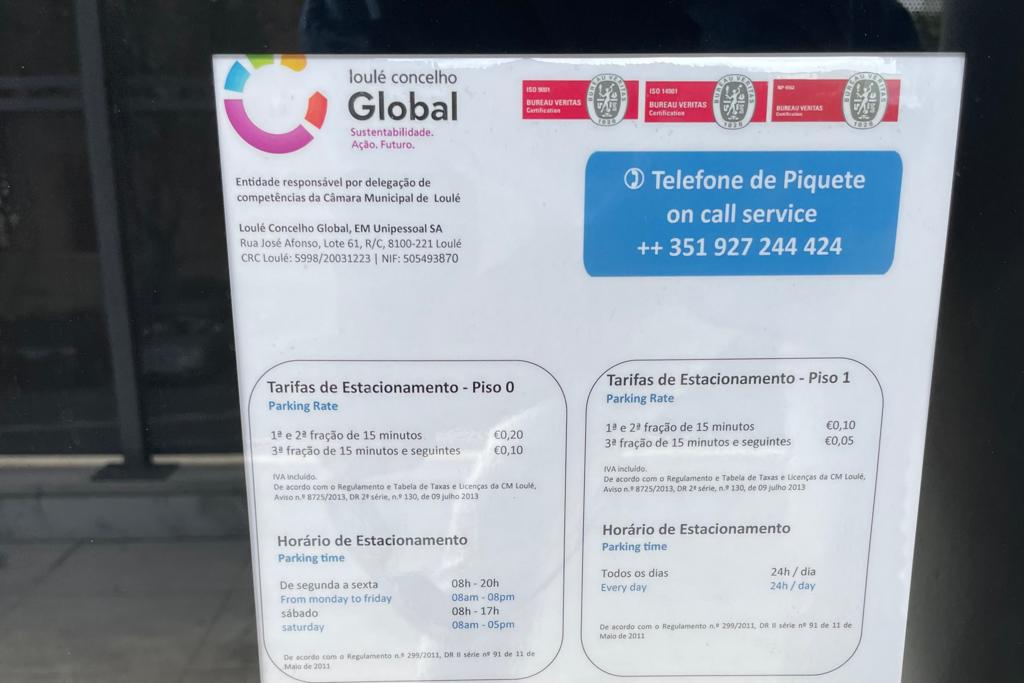 loulé concelho
Global
Sustentabilidade.
Ação. Futuro.
ISO 9001
BUREAU VERITAS
Certification
BUREAU VERITAS
1828
ISO 14001
BUREAU VERITAS
Certification
BUREAU VERITAS
1828
BUREAU VERITAS
Certification
BUREAU VERITAS
1828
Entidade responsável por delegação de
competências da Câmara Municipal de Loulé
Loulé Concelho Global, EM Unipessoal SA
Rua José Afonso, Lote 61, R/C, 8100-221 Loulé
CRC Loulé: 5998/20031223 | NIF: 505493870
Telefone de Piquete
on call service
++ 351 927 244 424
Tarifas de Estacionamento - Piso 0
Parking Rate
1ª e 2ª fração de 15 minutos €0,20
3ª fração de 15 minutos e seguintes €0,10
IVA incluído.
De acordo com o Regulamento e Tabela de Taxas e Licenças da CM Loulé,
Aviso n.º 8725/2013, DR 2ª série, n.º 130, de 09 julho 2013
Horário de Estacionamento
Parking time
De segunda a sexta 08h - 20h
From monday to friday 08am - 08pm
sábado 08h - 17h
saturday 08am - 05pm
De acordo com o Regulamento n.º 299/2011, DR II série nº 91 de 11 de
Maio de 2011
Tarifas de Estacionamento - Piso 1
Parking Rate
1ª e 2ª fração de 15 minutos €0,10
3ª fração de 15 minutos e seguintes €0,05
IVA incluído.
De acordo com o Regulamento e Tabela de Taxas e Licenças da CM Loulé,
Aviso n.º 8725/2013, DR 2ª série, n.º 130, de 09 julho 2013
Horário de Estacionamento
Parking time
Todos os dias 24h / dia
Every day 24h / day
De acordo com o Regulamento n.º 299/2011, DR II série nº 91 de 11 de
Maio de 2011